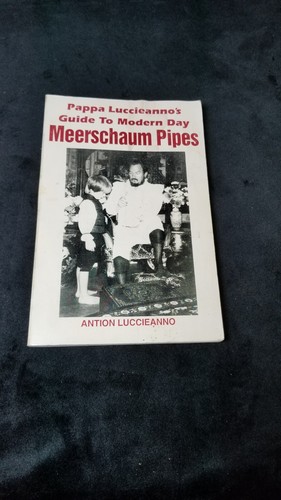 Pappa Luccieanno's
Guide To Modern Day
Meerschaum Pipes
ANTION LUCCIEANNO